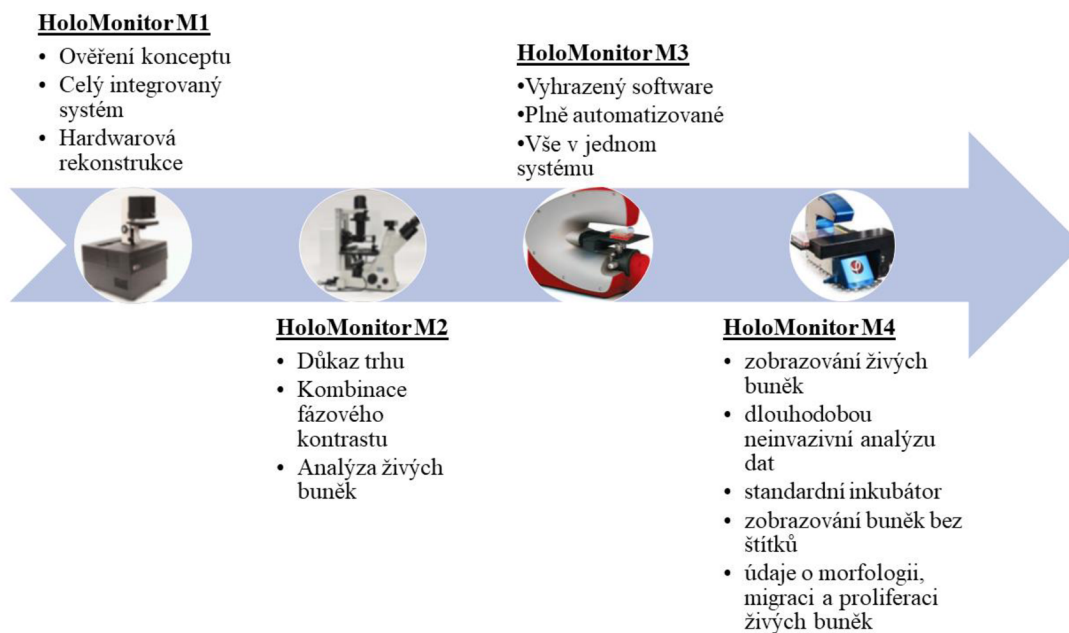 HoloMonitor M1
• Ověření konceptu
• Celý integrovaný
systém
• Hardwarová
rekonstrukce
HoloMonitor M3
•Vyhrazený software
•Plně automatizované
•Vše v jednom
systému
HoloMonitor M2
• Důkaz trhu
• Kombinace
fázového
kontrastu
• Analýza živých
buněk
HoloMonitor M4
• zobrazování živých
buněk
• dlouhodobou
neinvazivní analýzu
dat
• standardní inkubátor
• zobrazování buněk bez
štítků
• údaje o morfologii,
migraci a proliferaci
živých buněk